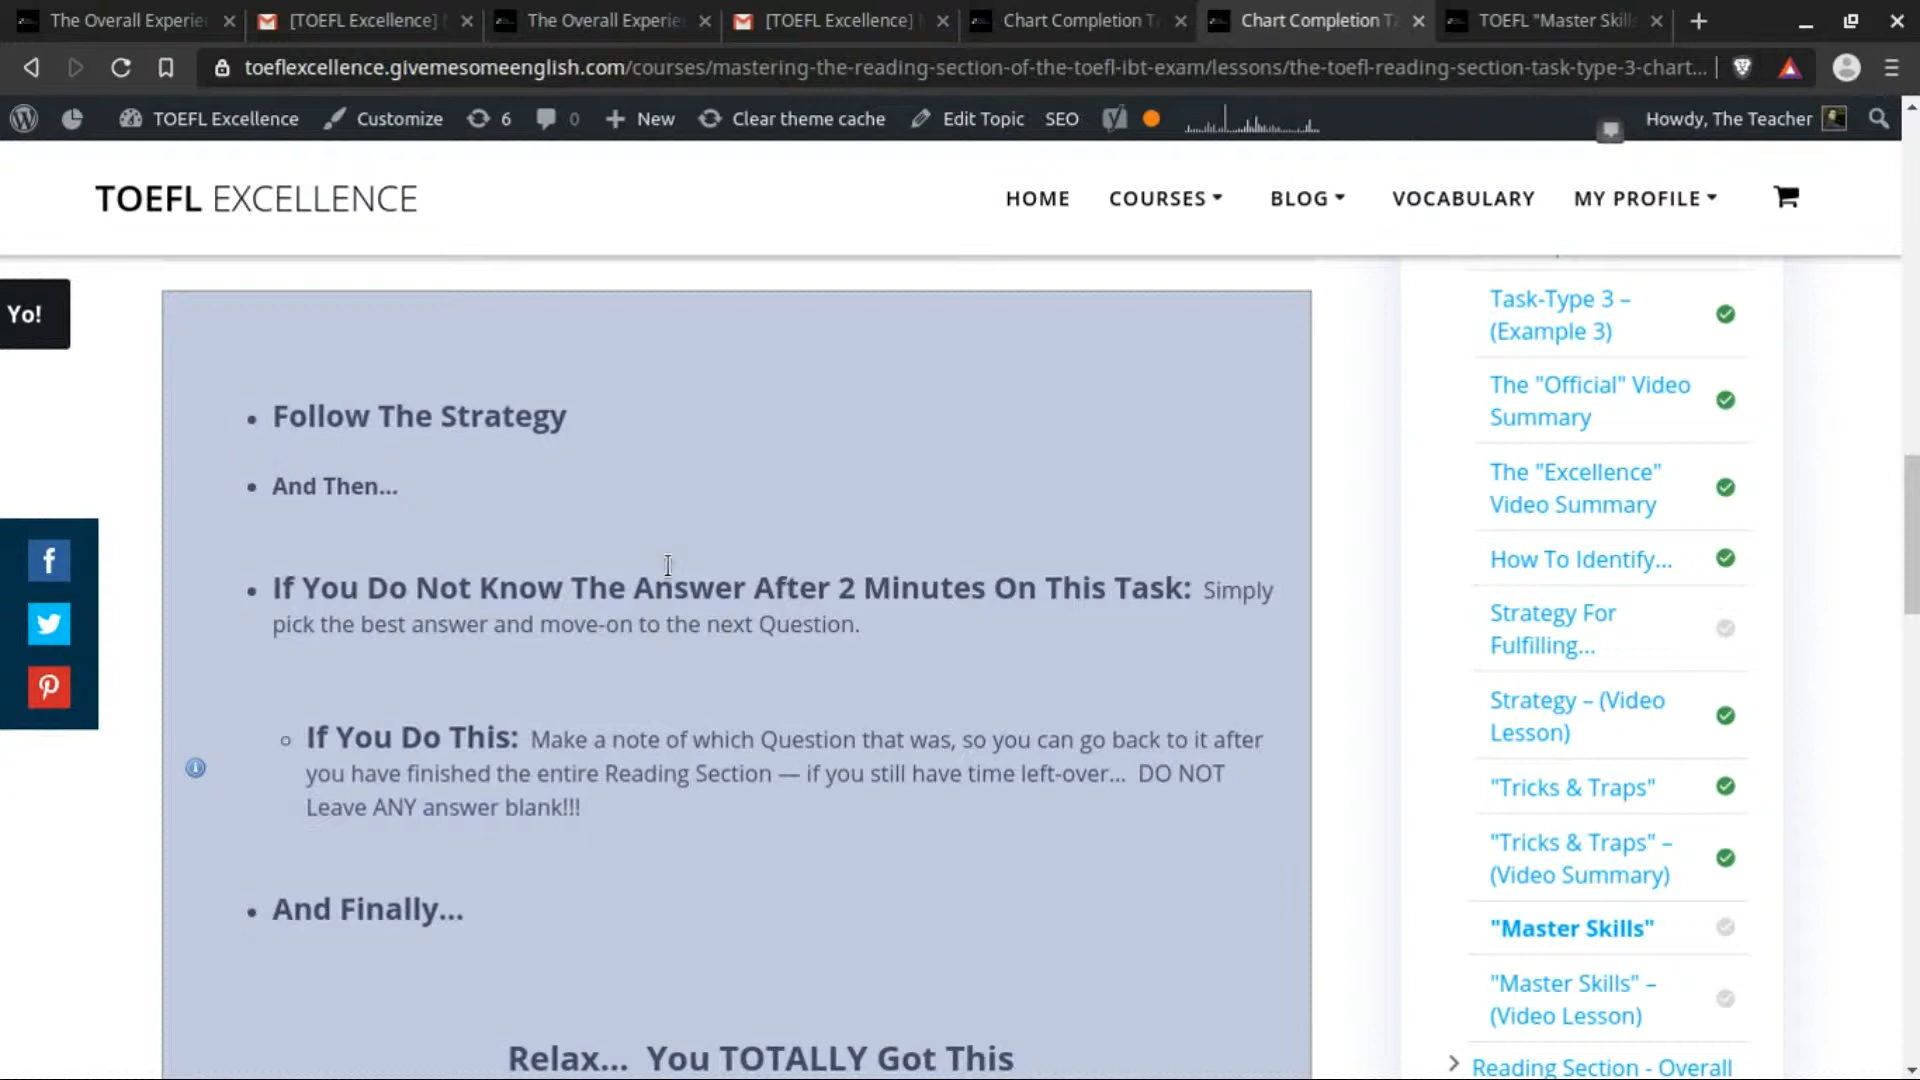 The Overall Experie
[TOEFL Excellence]
The Overall Experie
[TOEFL Excellence]
Chart Completion T
Chart Completion Ta
TOEFL "Master Skill
toeflexcellence.givemesomeenglish.com/courses/mastering-the-reading-section-of-the-toefl-ibt-exam/lessons/the-toefl-reading-section-task-type-3-chart...
TOEFL Excellence
Customize
6
0
New
Clear theme cache
Edit Topic
SEO
Howdy, The Teacher
TOEFL EXCELLENCE
HOME
COURSES
BLOG
VOCABULARY
MY PROFILE
Yo!
Follow The Strategy
And Then...
If You Do Not Know The Answer After 2 Minutes On This Task: Simply
pick the best answer and move-on to the next Question.
If You Do This: Make a note of which Question that was, so you can go back to it after
you have finished the entire Reading Section — if you still have time left-over... DO NOT
Leave ANY answer blank!!!
And Finally...
Relax... You TOTALLY Got This
Task-Type 3 –
(Example 3)
The "Official" Video
Summary
The "Excellence"
Video Summary
How To Identify...
Strategy For
Fulfilling...
Strategy – (Video
Lesson)
"Tricks & Traps"
"Tricks & Traps" –
(Video Summary)
"Master Skills"
"Master Skills" –
(Video Lesson)
Reading Section - Overall